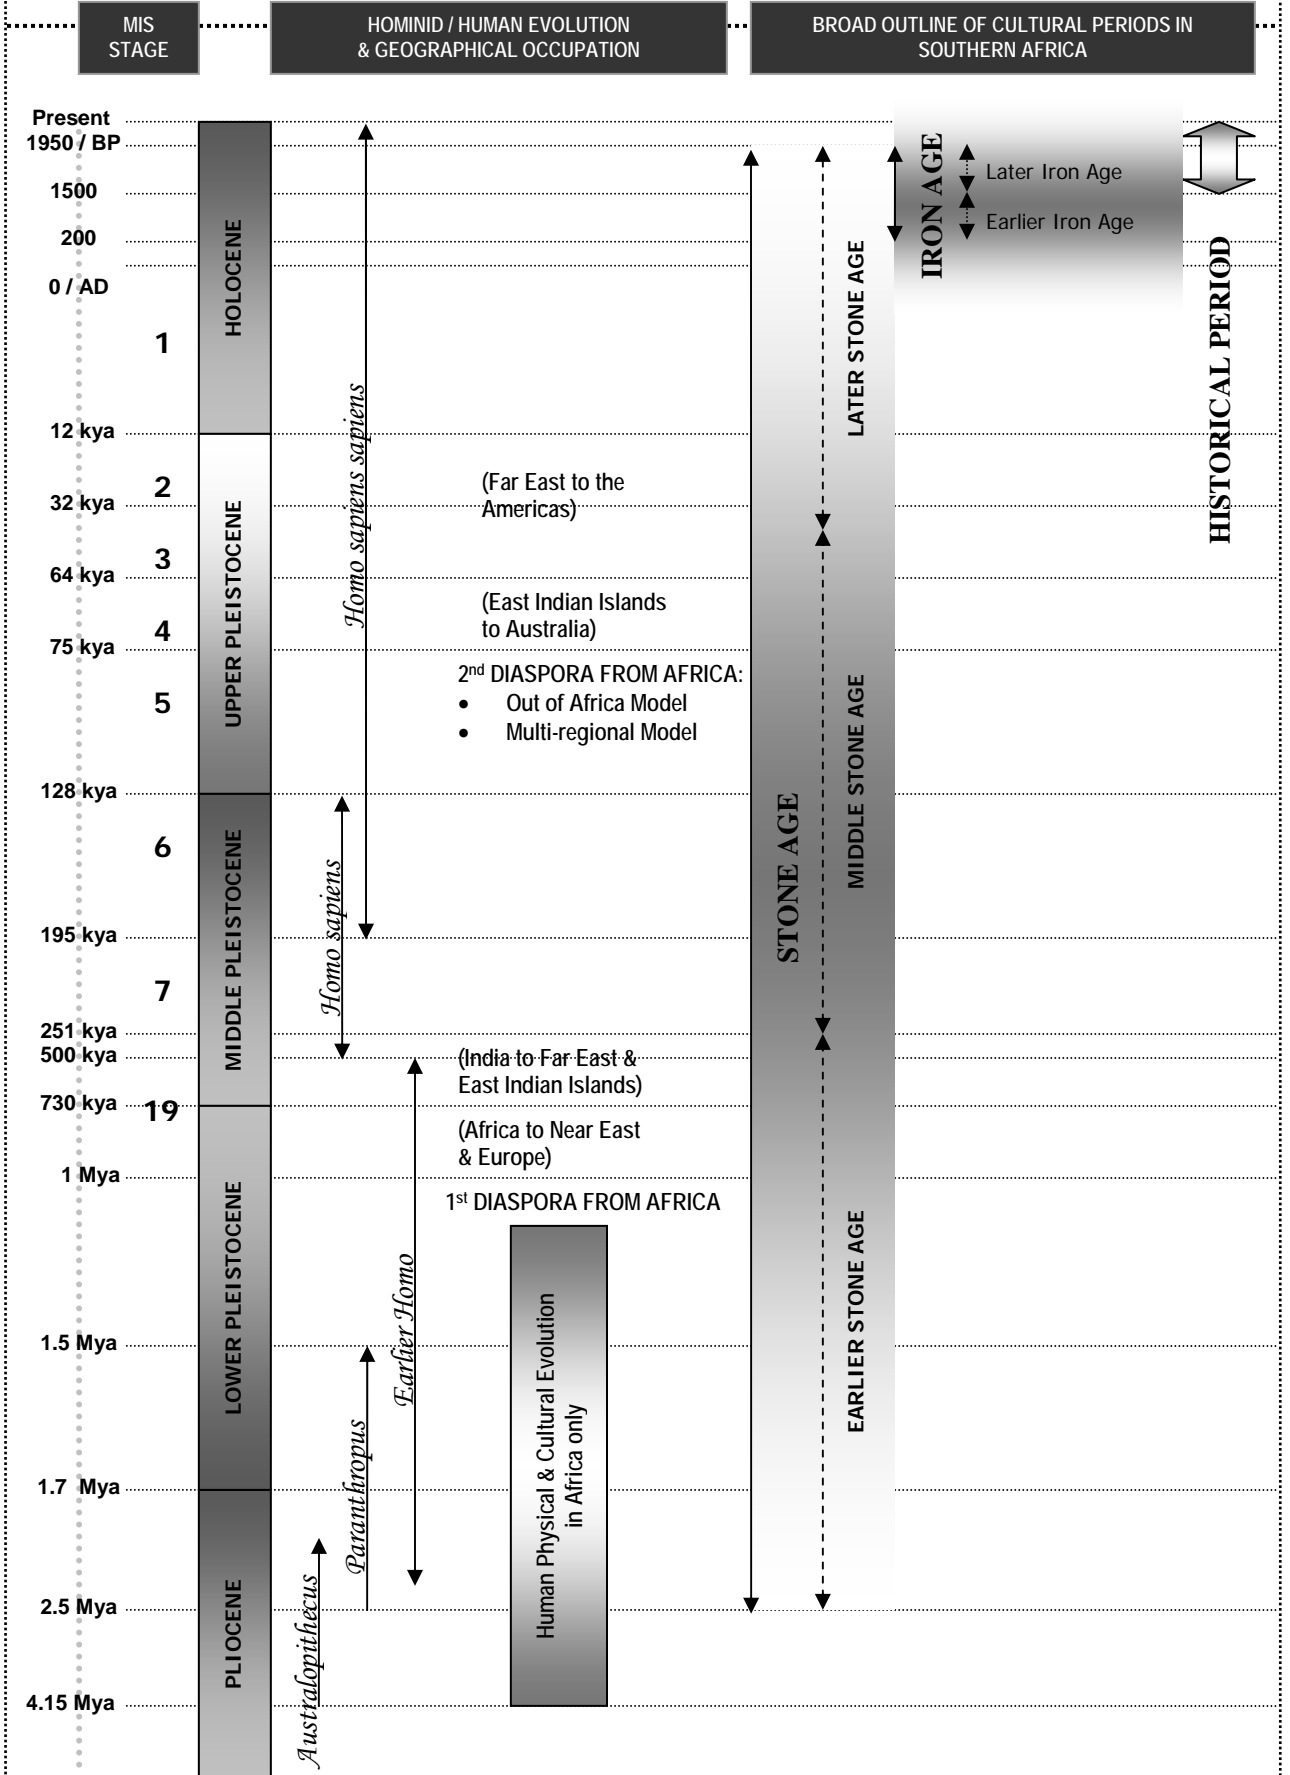 MIS
STAGE
HOMINID / HUMAN EVOLUTION
& GEOGRAPHICAL OCCUPATION
BROAD OUTLINE OF CULTURAL PERIODS IN
SOUTHERN AFRICA
Present
1950 / BP
1500
200
0 / AD
12 kya
32 kya
64 kya
75 kya
128 kya
195 kya
251 kya
500 kya
730 kya
1 Mya
1.5 Mya
1.7 Mya
2.5 Mya
4.15 Mya
1
2
3
4
5
6
7
19
HOLOCENE
UPPER PLEISTOCENE
MIDDLE PLEISTOCENE
LOWER PLEISTOCENE
PLIOCENE
Homo sapiens sapiens
Homo sapiens
Earlier Homo
Paranthropus
Australopithecus
(Far East to the
Americas)
(East Indian Islands
to Australia)
2nd DIASPORA FROM AFRICA:
• Out of Africa Model
• Multi-regional Model
(India to Far East &
East Indian Islands)
(Africa to Near East
& Europe)
1st DIASPORA FROM AFRICA
Human Physical & Cultural Evolution
in Africa only
STONE AGE
LATER STONE AGE
MIDDLE STONE AGE
EARLIER STONE AGE
IRON AGE
Later Iron Age
Earlier Iron Age
HISTORICAL PERIOD